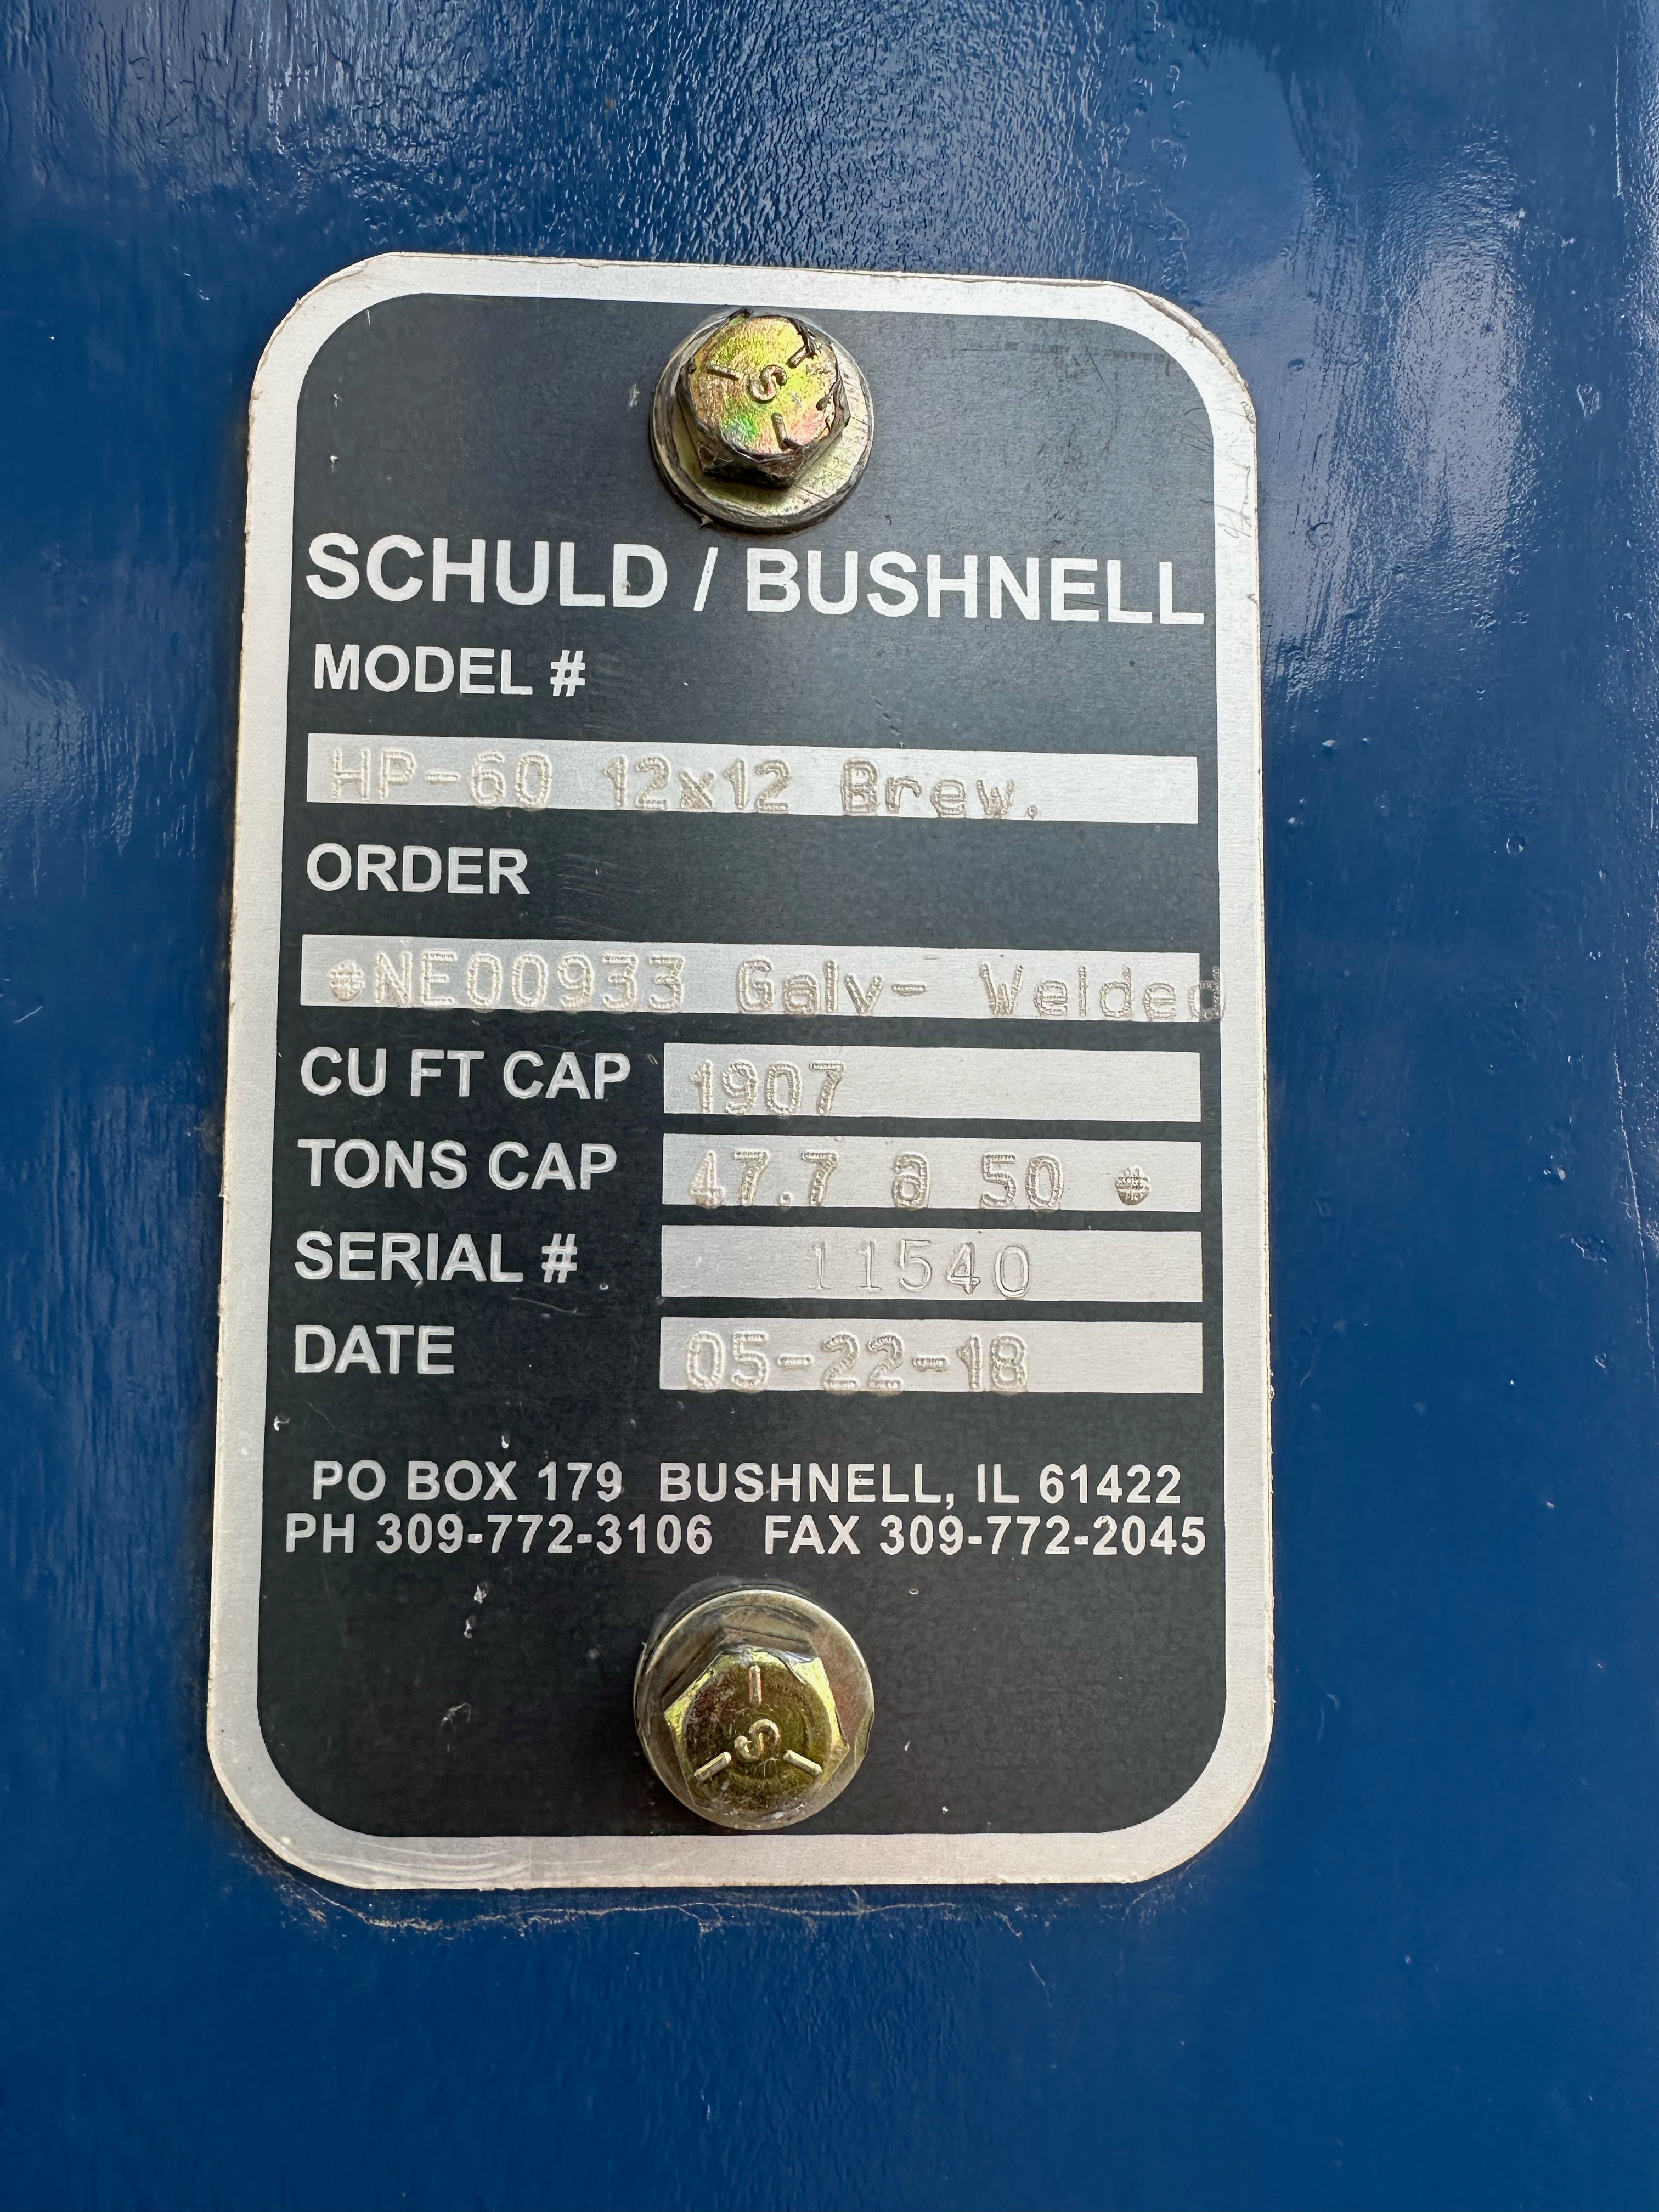 S
SCHULD / BUSHNELL
MODEL #
HP-60 12x12 Brew.
ORDER
NE00933 Galv- Welded
CU FT CAP 1907
TONS CAP 47.7 @ 50
SERIAL # 11540
DATE 05-22-18
PO BOX 179 BUSHNELL, IL 61422
PH 309-772-3106 FAX 309-772-2045
S